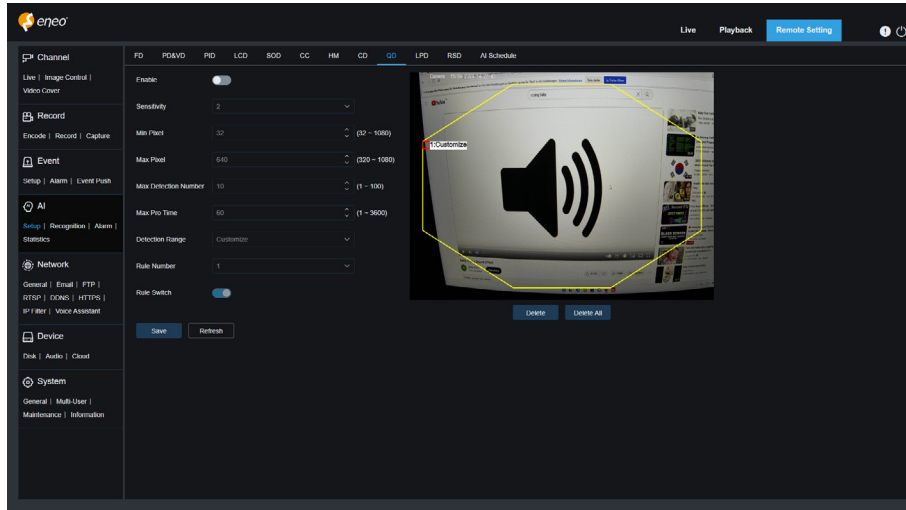 eneo
Live Playback Remote Setting
Channel
Live | Image Control |
Video Cover
Record
Encode | Record | Capture
Event
Setup | Alarm | Event Push
AI
Setup | Recognition | Alarm |
Statistics
Network
General | Email | FTP |
RTSP | DDNS | HTTPS |
IP Filter | Voice Assistant
Device
Disk | Audio | Cloud
System
General | Multi-User |
Maintenance | Information
FD PD&VD PID LCD SOD CC HM CD QD LPD RSD AI Schedule
Enable
Sensitivity 2
Min Pixel 32 (32 ~ 1080)
Max Pixel 640 (320 ~ 1080)
Max Detection Number 10 (1 ~ 100)
Max Pro Time 60 (1 ~ 3600)
Detection Range Customize
Rule Number 1
Rule Switch
Save Refresh
1:Customize
Delete Delete All